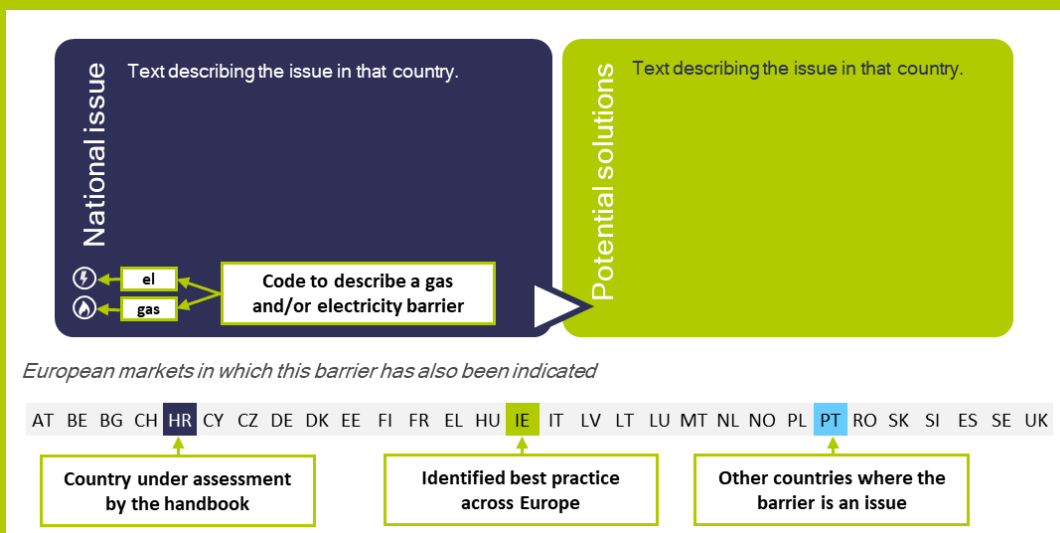 National issue
Text describing the issue in that country.
el
gas
Code to describe a gas
and/or electricity barrier
Potential solutions
Text describing the issue in that country.
European markets in which this barrier has also been indicated
AT BE BG CH HR CY CZ DE DK EE FI FR EL HU IE IT LV LT LU MT NL NO PL PT RO SK SI ES SE UK
Country under assessment
by the handbook
Identified best practice
across Europe
Other countries where the
barrier is an issue